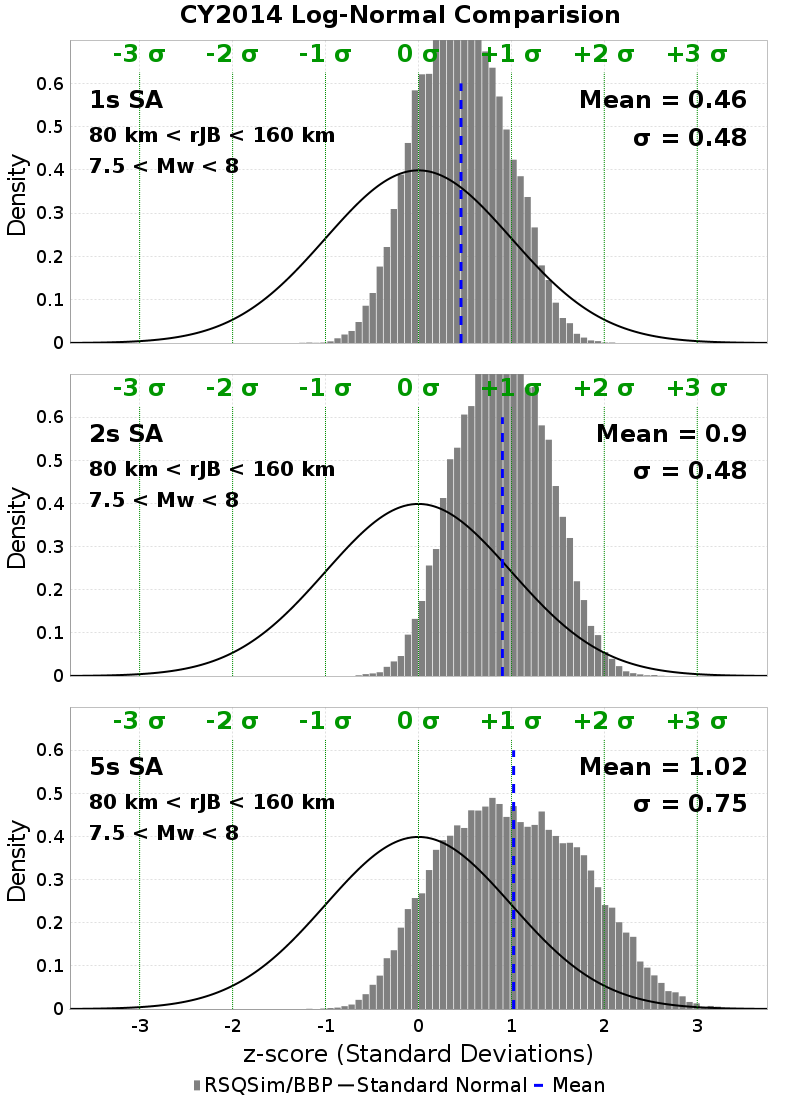 CY2014 Log-Normal Comparision
-3 σ -2 σ -1 σ 0 σ +1 σ +2 σ +3 σ
1s SA
80 km < rJB < 160 km
7.5 < Mw < 8
Mean = 0.46
σ = 0.48
Density
0.6
0.5
0.4
0.3
0.2
0.1
0
-3 σ -2 σ -1 σ 0 σ +1 σ +2 σ +3 σ
2s SA
80 km < rJB < 160 km
7.5 < Mw < 8
Mean = 0.9
σ = 0.48
Density
0.6
0.5
0.4
0.3
0.2
0.1
0
-3 σ -2 σ -1 σ 0 σ +1 σ +2 σ +3 σ
5s SA
80 km < rJB < 160 km
7.5 < Mw < 8
Mean = 1.02
σ = 0.75
Density
0.6
0.5
0.4
0.3
0.2
0.1
0
-3 -2 -1 0 1 2 3
z-score (Standard Deviations)
RSQSim/BBP Standard Normal Mean